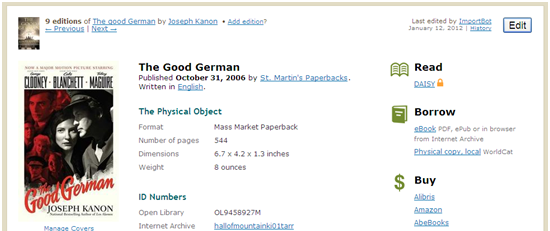 9 editions of The good German by Joseph Kanon • Add edition?
← Previous | Next →
Last edited by ImportBot
January 12, 2012 | History
Edit
NOW A MAJOR MOTION PICTURE STARRING
George Cate Tobey
CLOONEY BLANCHETT MAGUIRE
The
Good German
JOSEPH KANON
Manage Covers
The Good German
Published October 31, 2006 by St. Martin's Paperbacks.
Written in English.
The Physical Object
Format Mass Market Paperback
Number of pages 544
Dimensions 6.7 x 4.2 x 1.3 inches
Weight 8 ounces
ID Numbers
Open Library OL9458927M
Internet Archive hallofmountainki01tarr
Read
DAISY
Borrow
eBook PDF, ePub or in browser
from Internet Archive
Physical copy, local WorldCat
Buy
Alibris
Amazon
AbeBooks